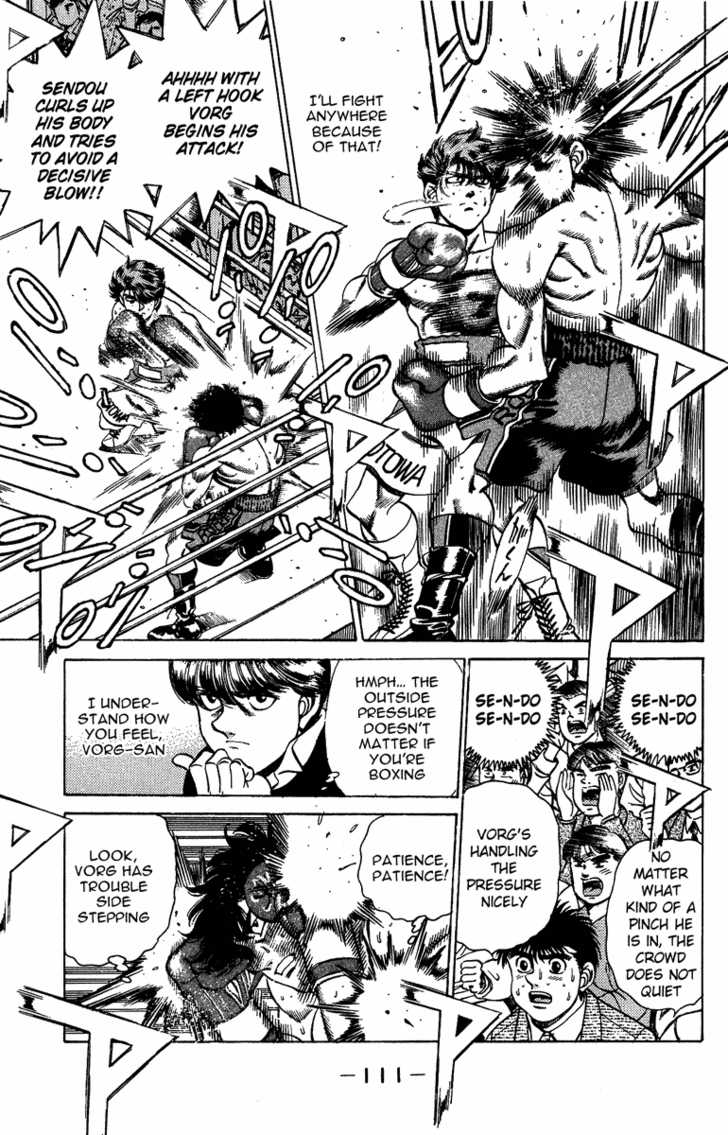 I'LL FIGHT
ANYWHERE
BECAUSE
OF THAT!
AHHHH WITH
A LEFT HOOK
VORG
BEGINS HIS
ATTACK!
SENDOU
CURLS UP
HIS BODY
AND TRIES
TO AVOID A
DECISIVE
BLOW!!
OTOWA
SE-N-DO
SE-N-DO
SE-N-DO
SE-N-DO
NO
MATTER
WHAT
KIND OF A
PINCH HE
IS IN, THE
CROWD
DOES NOT
QUIET
VORG'S
HANDLING
THE
PRESSURE
NICELY
HMPH... THE
OUTSIDE
PRESSURE
DOESN'T
MATTER IF
YOU'RE
BOXING
I UNDER-
STAND HOW
YOU FEEL,
VORG-SAN
PATIENCE,
PATIENCE!
LOOK,
VORG HAS
TROUBLE
SIDE
STEPPING
-111-